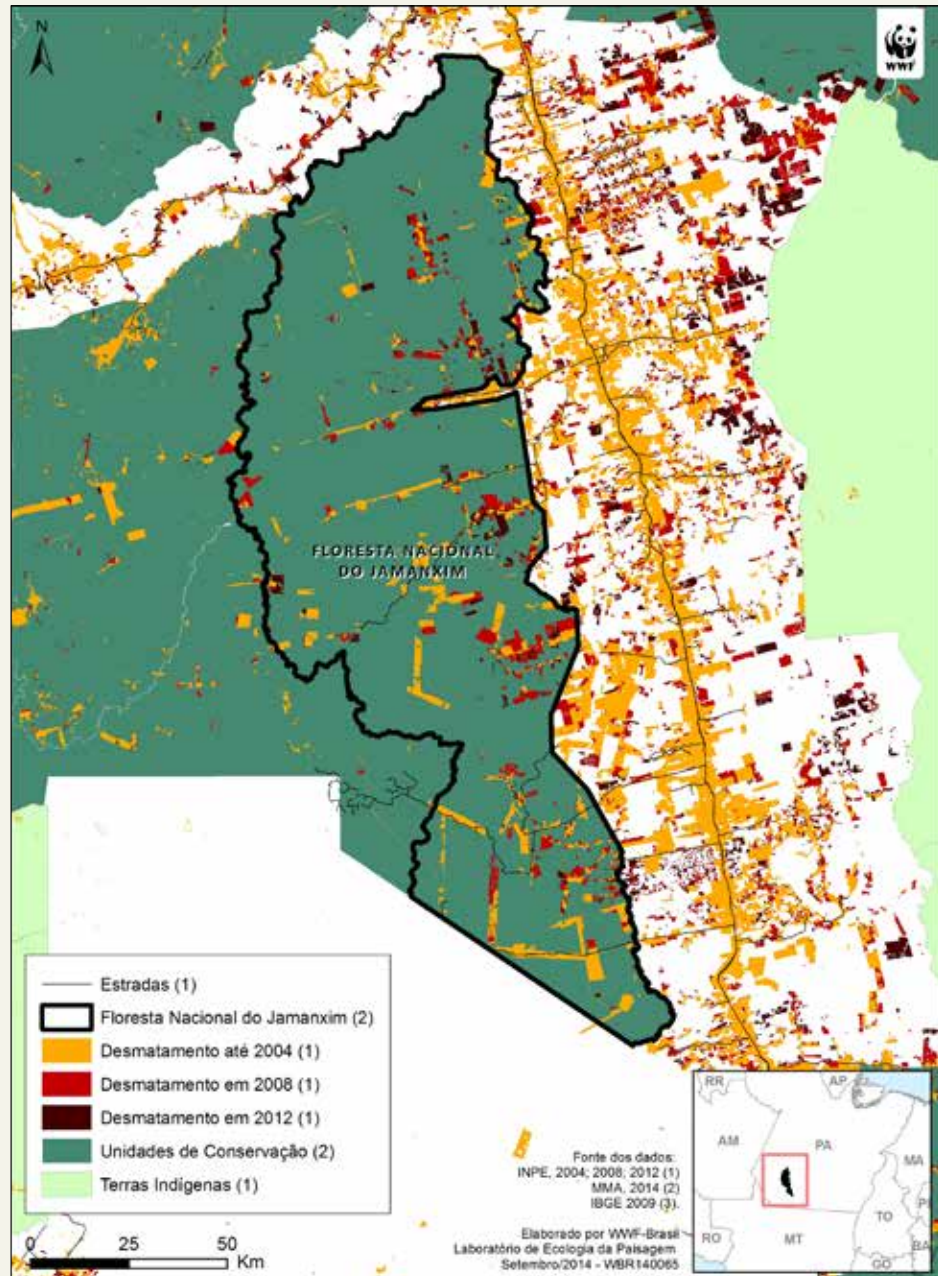 N
WWF
FLORESTA NACIONAL
DO JAMANXIM
Estradas (1)
Floresta Nacional do Jamanxim (2)
Desmatamento até 2004 (1)
Desmatamento em 2008 (1)
Desmatamento em 2012 (1)
Unidades de Conservação (2)
Terras Indígenas (1)
0 25 50
Km
Fonte dos dados:
INPE, 2004; 2008; 2012 (1)
MMA, 2014 (2)
IBGE 2009 (3).
Elaborado por WWF-Brasil
Laboratório de Ecologia da Paisagem
Setembro/2014 - WBR140065
RR
AP
AM
PA
MA
TO
RO
MT
BA
GO